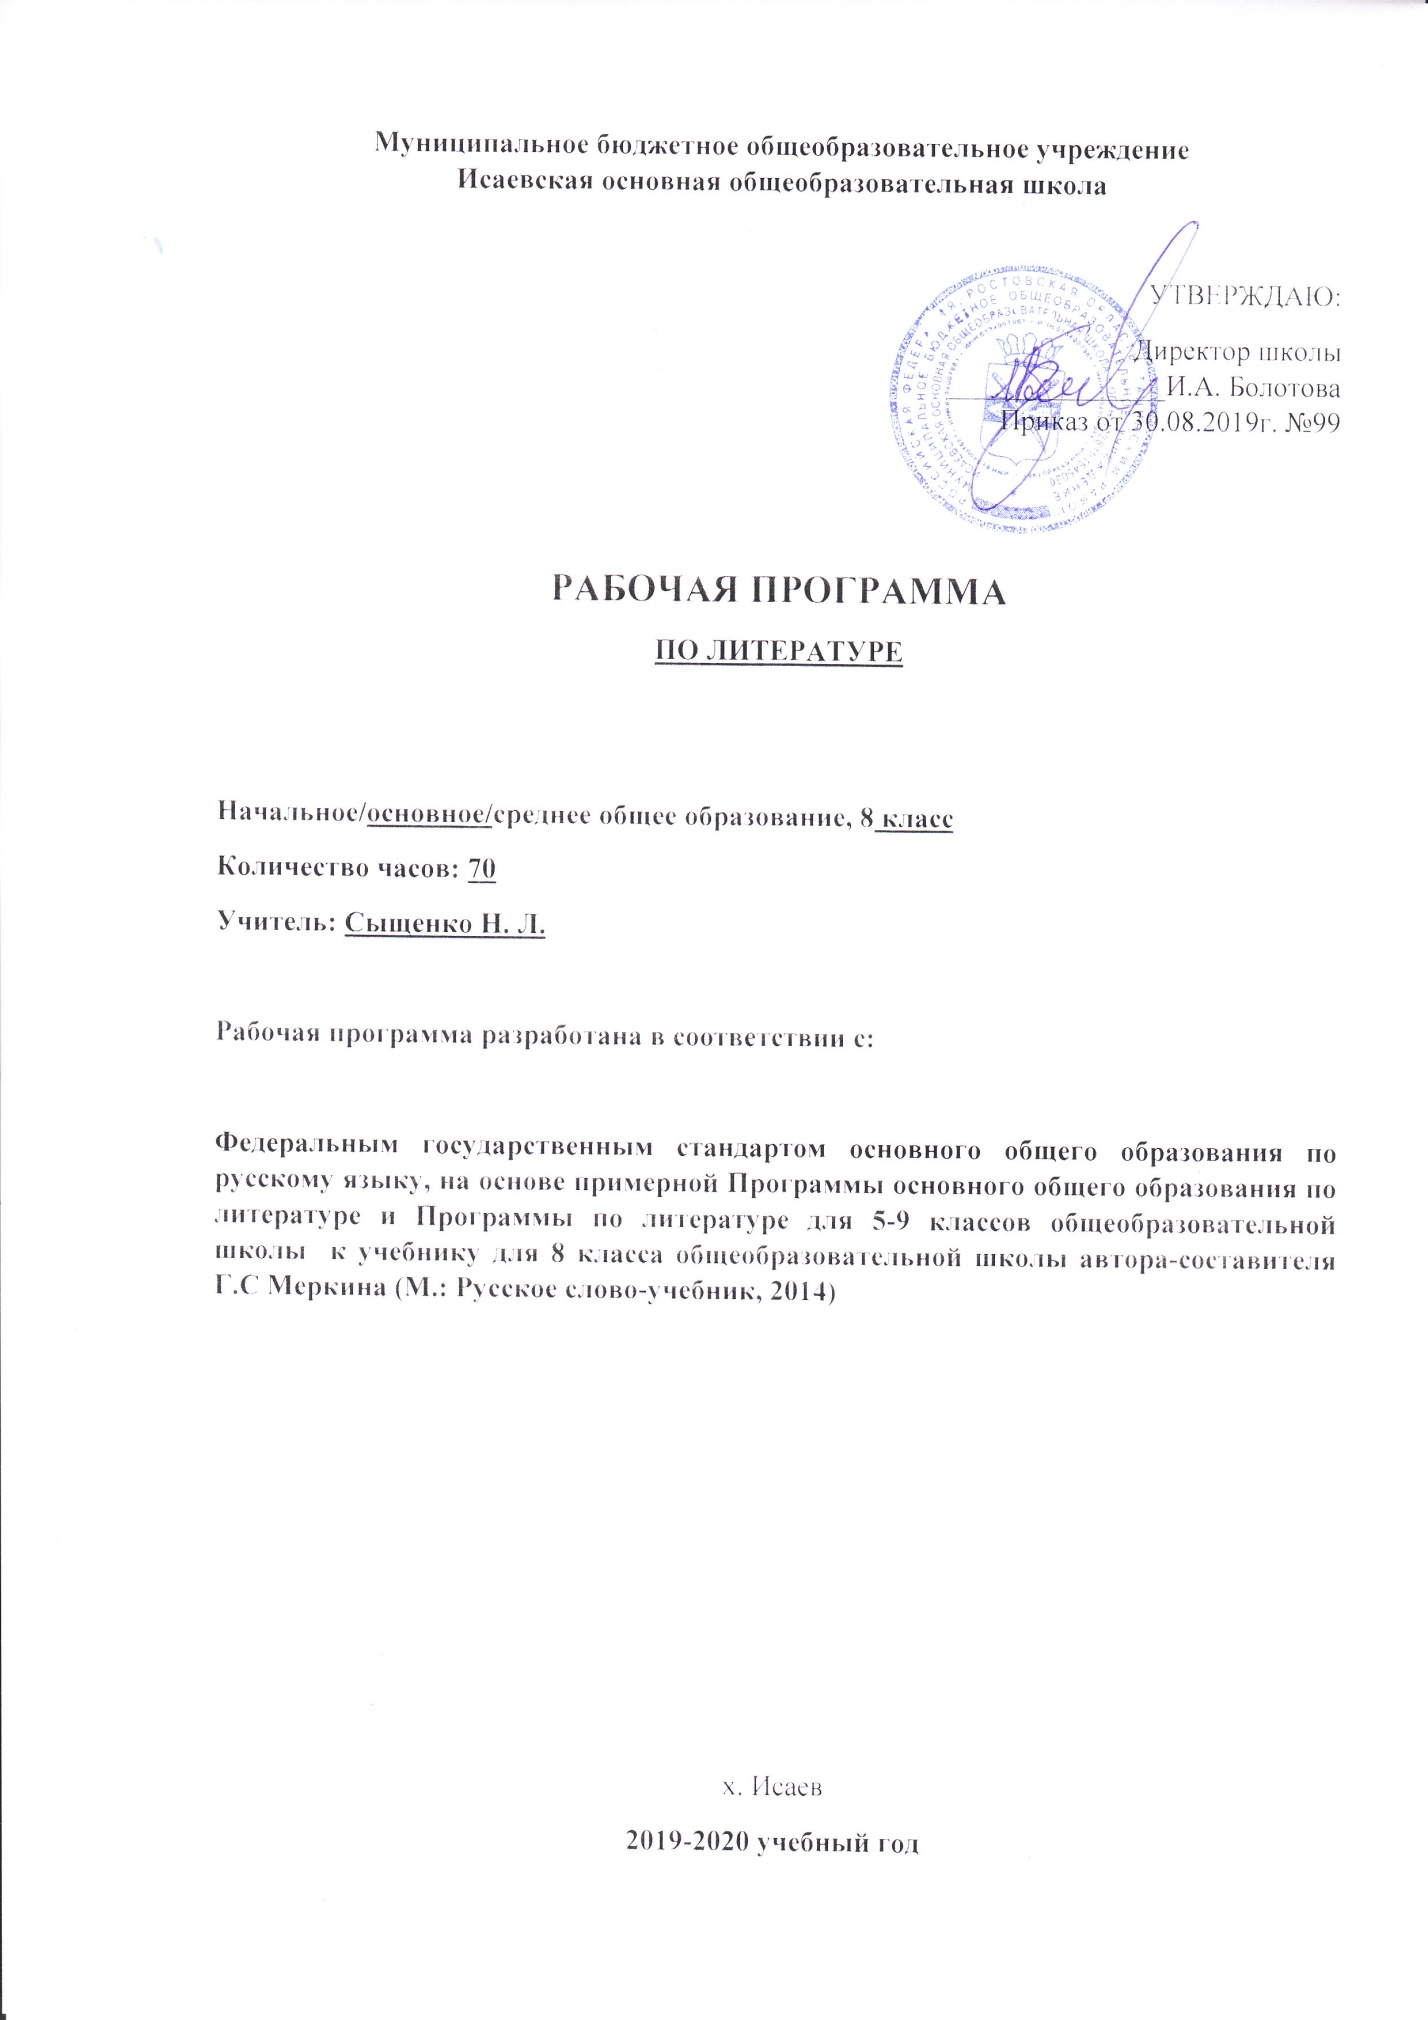 Муниципальное бюджетное общеобразовательное учреждение
Исаевская основная общеобразовательная школа
УТВЕРЖДАЮ:
Директор школы
И.А. Болотова
Приказ от 30.08.2019г. №99
РАБОЧАЯ ПРОГРАММА
ПО ЛИТЕРАТУРЕ
Начальное/основное/среднее общее образование, 8 класс
Количество часов: 70
Учитель: Сыщенко Н. Л.
Рабочая программа разработана в соответствии с:
Федеральным государственным стандартом основного общего образования по
русскому языку, на основе примерной Программы основного общего образования по
литературе и Программы по литературе для 5-9 классов общеобразовательной
школы к учебнику для 8 класса общеобразовательной школы автора-составителя
Г.С Меркина (М.: Русское слово-учебник, 2014)
х. Исаев
2019-2020 учебный год